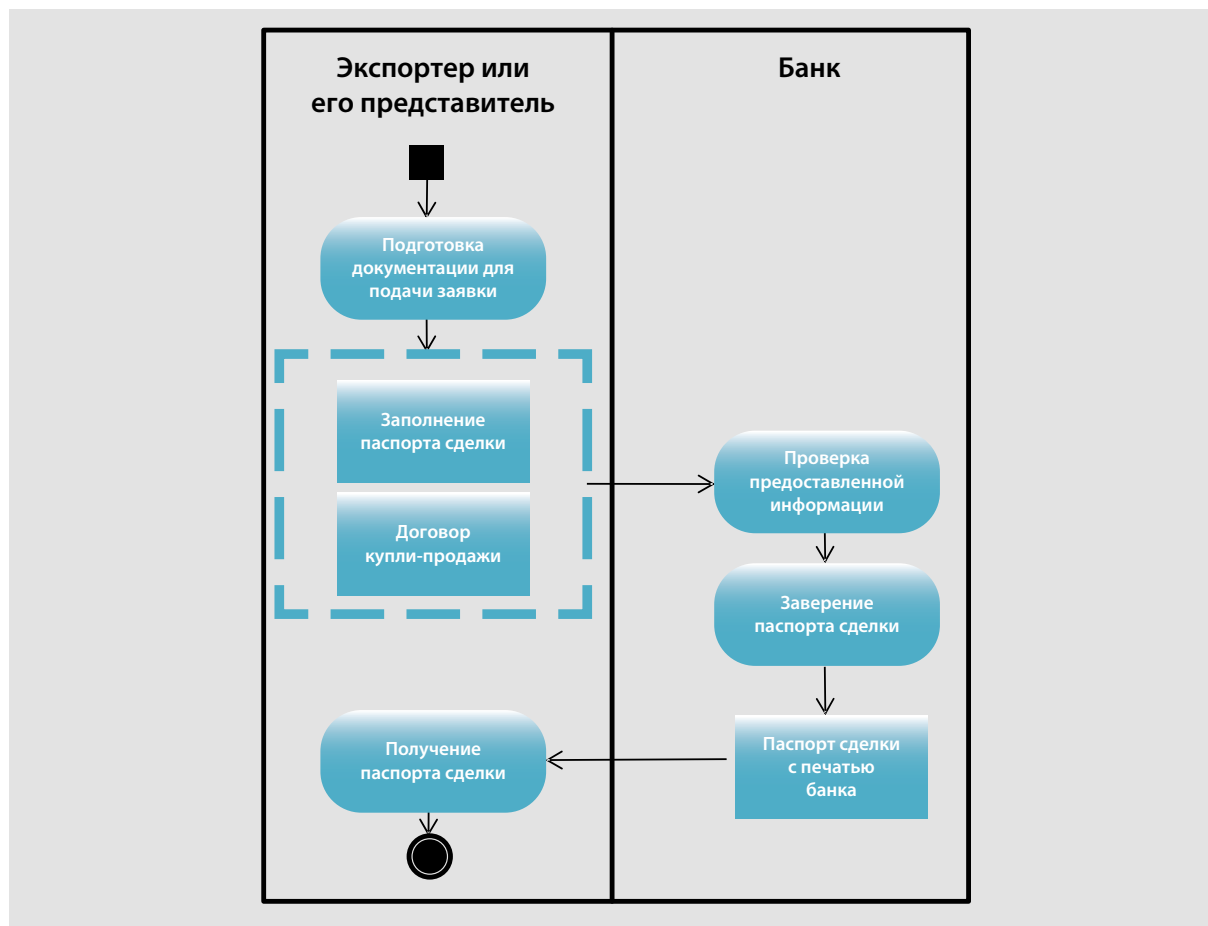 Экспортер или
его представитель
Банк
Подготовка
документации для
подачи заявки
Заполнение
паспорта сделки
Договор
купли-продажи
Проверка
предоставленной
информации
Заверение
паспорта сделки
Паспорт сделки
с печатью
банка
Получение
паспорта сделки